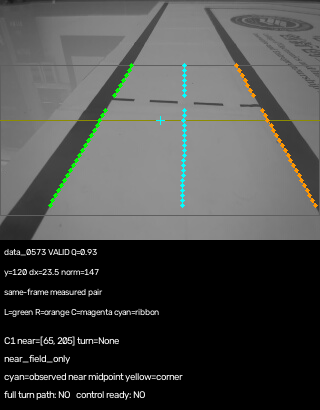 data_0573 VALID Q=0.93
y=120 dx=23.5 norm=147
same-frame measured pair
L=green R=orange C=magenta cyan=ribbon
C1 near=[65, 205] turn=None
near_field_only
cyan=observed near midpoint yellow=corner
full turn path: NO control ready: NO